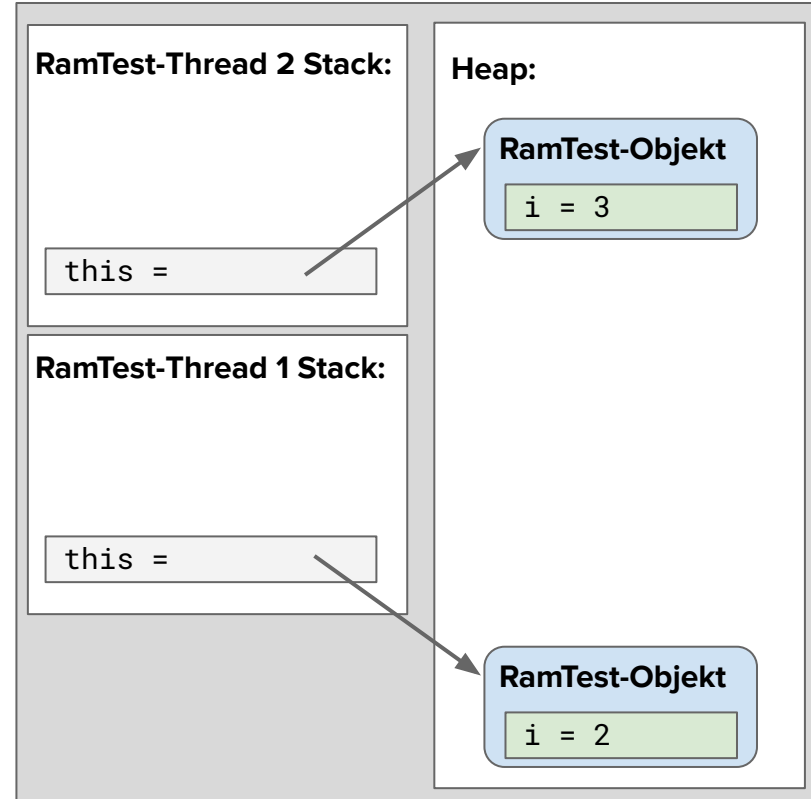 RamTest-Thread 2 Stack:
this =
RamTest-Thread 1 Stack:
this =
Heap:
RamTest-Objekt
i = 3
RamTest-Objekt
i = 2